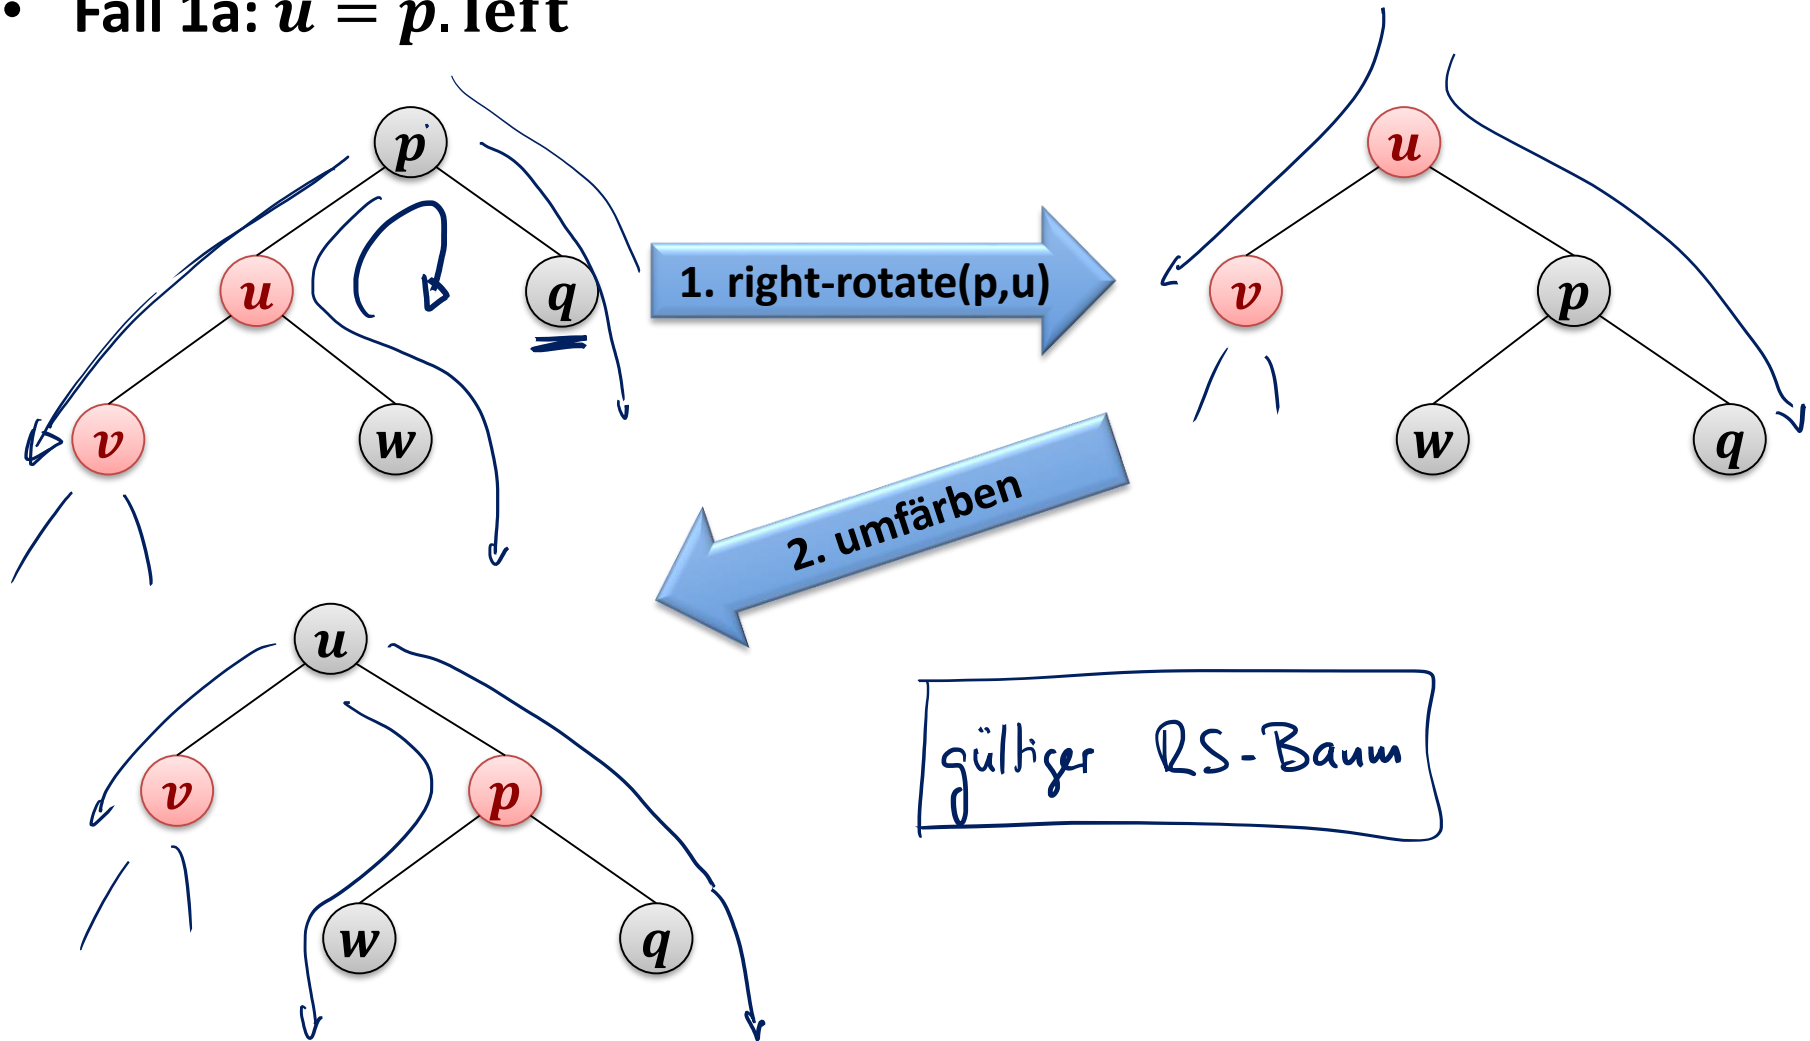 • Fall 1a: u = p. left
p
u
q
v
w
1. right-rotate(p,u)
u
v
p
w
q
2. umfärben
u
v
p
w
q
gültiger RS-Baum